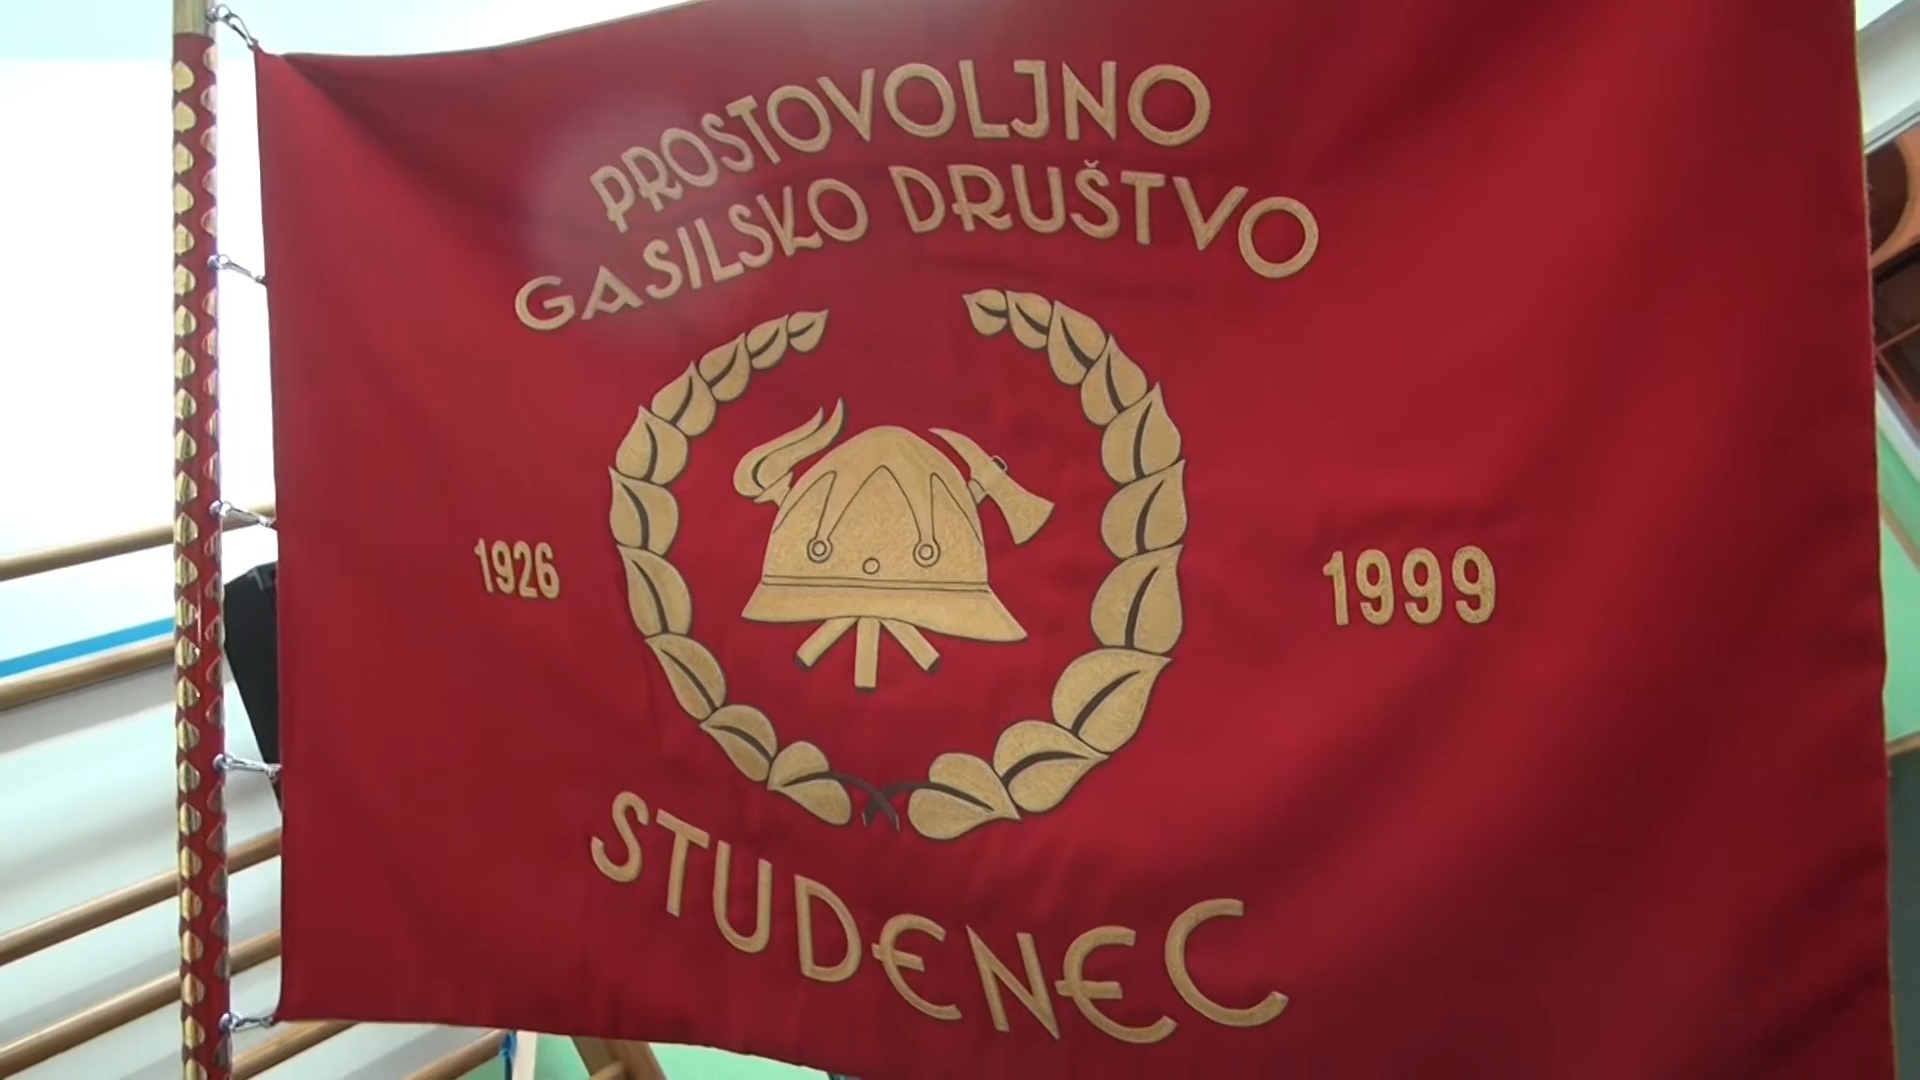 PROSTOVOLJNO
GASILSKO DRUŠTVO
1926
1999
STUDENEC